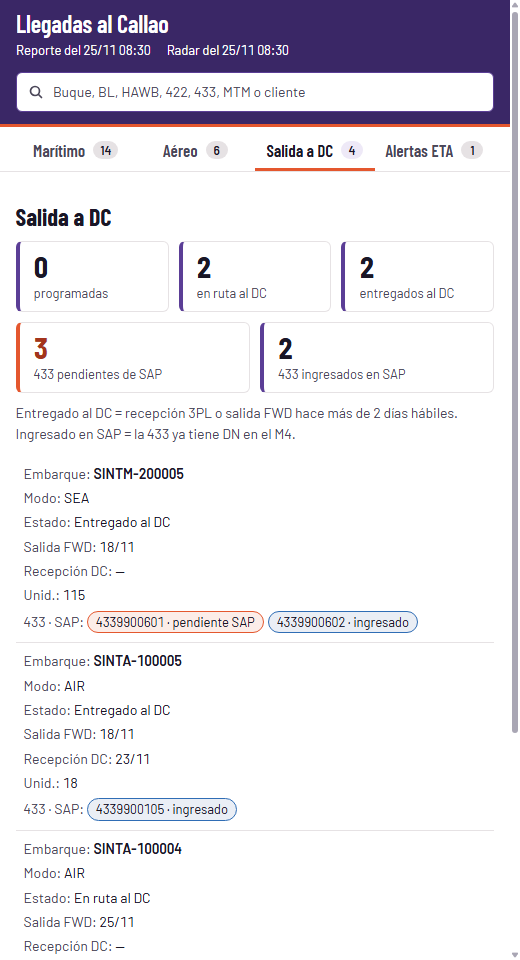 Llegadas al Callao
Reporte del 25/11 08:30 Radar del 25/11 08:30
Buque, BL, HAWB, 422, 433, MTM o cliente
Marítimo 14 Aéreo 6 Salida a DC 4 Alertas ETA 1
Salida a DC
0
programadas
2
en ruta al DC
2
entregados al DC
3
433 pendientes de SAP
2
433 ingresados en SAP
Entregado al DC = recepción 3PL o salida FWD hace más de 2 días hábiles.
Ingresado en SAP = la 433 ya tiene DN en el M4.
Embarque: SINTM-200005
Modo: SEA
Estado: Entregado al DC
Salida FWD: 18/11
Recepción DC: —
Unid.: 115
433 · SAP: 4339900601 · pendiente SAP 4339900602 · ingresado
Embarque: SINTA-100005
Modo: AIR
Estado: Entregado al DC
Salida FWD: 18/11
Recepción DC: 23/11
Unid.: 18
433 · SAP: 4339900105 · ingresado
Embarque: SINTA-100004
Modo: AIR
Estado: En ruta al DC
Salida FWD: 25/11
Recepción DC: —